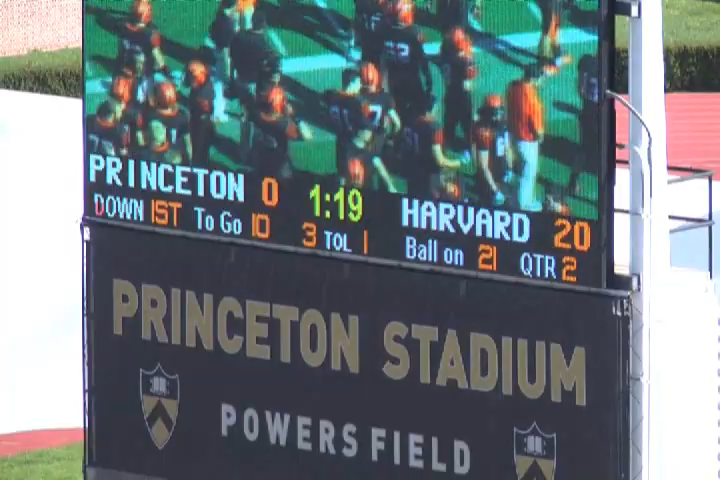 PRINCETON 0 1:19 HARVARD 20
DOWN 1ST To Go 10 3 TOL 1 Ball on 21 QTR 2
PRINCETON STADIUM
POWERS FIELD